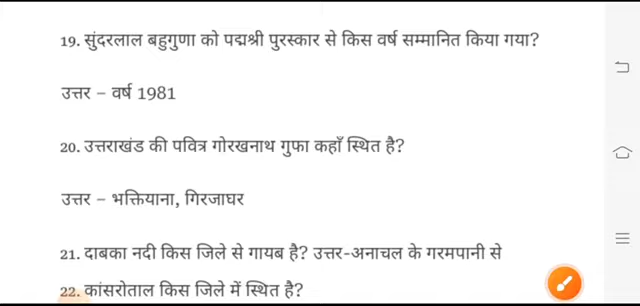 19. सुंदरलाल बहुगुणा को पद्मश्री पुरस्कार से किस वर्ष सम्मानित किया गया?
उत्तर – वर्ष 1981
20. उत्तराखंड की पवित्र गोरखनाथ गुफा कहाँ स्थित है?
उत्तर – भक्तियाना, गिरजाघर
21. दाबका नदी किस जिले से गायब है? उत्तर-अनाचल के गरमपानी से
22. कांसरोताल किस जिले में स्थित है?